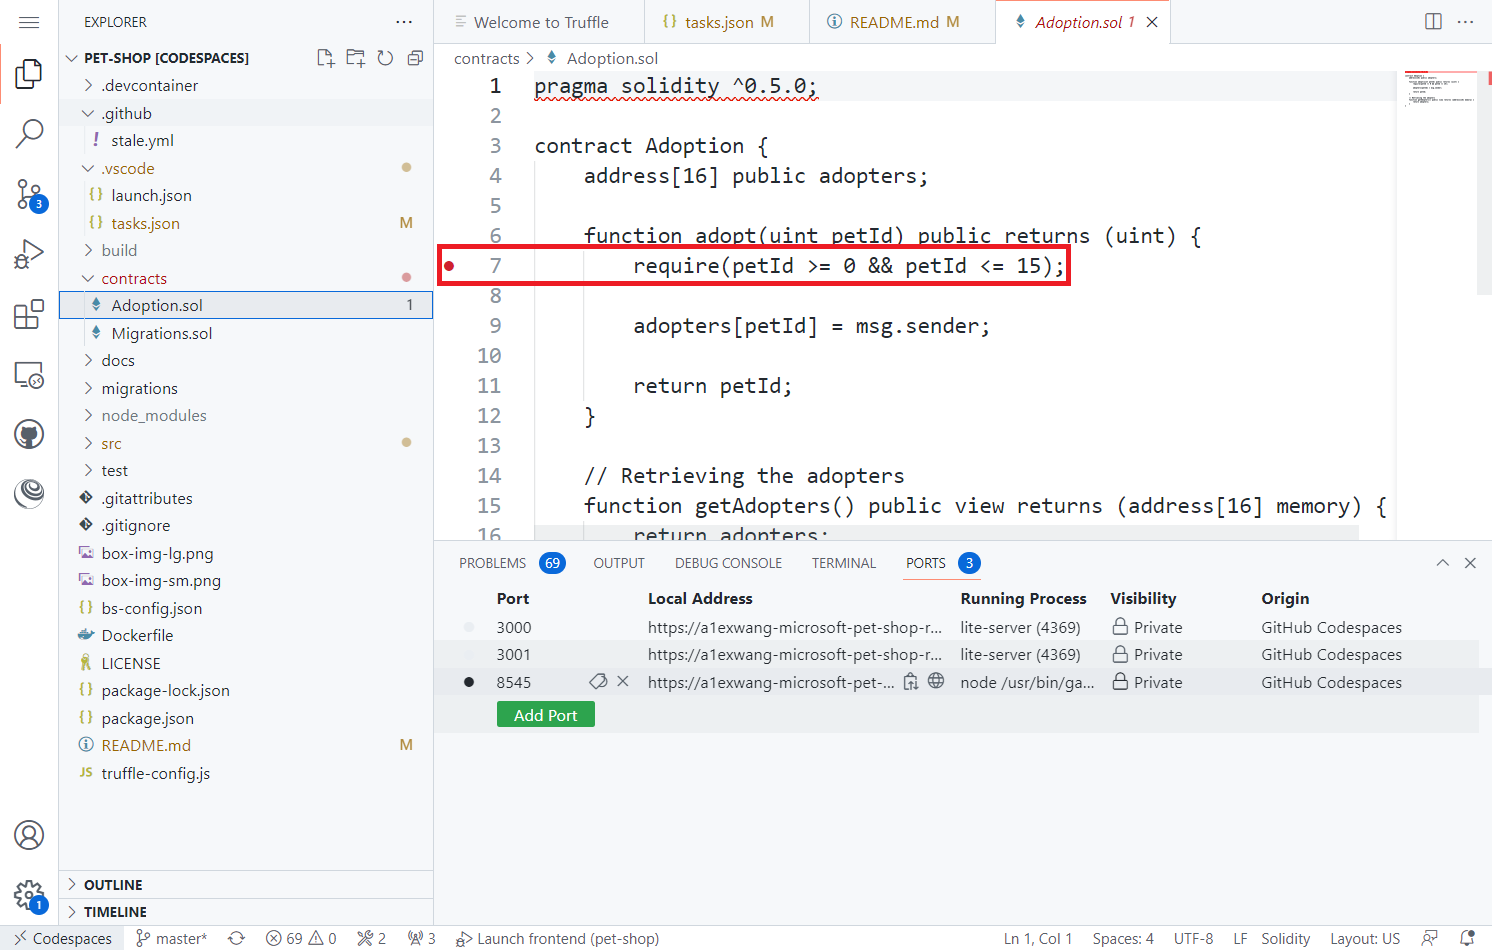 EXPLORER
Welcome to Truffle
tasks.json M
README.md M
Adoption.sol 1
PET-SHOP [CODESPACES]
.devcontainer
.github
stale.yml
.vscode
launch.json
tasks.json M
build
contracts
Adoption.sol 1
Migrations.sol
docs
migrations
node_modules
src
test
.gitattributes
.gitignore
box-img-lg.png
box-img-sm.png
bs-config.json
Dockerfile
LICENSE
package-lock.json
package.json
README.md M
JS truffle-config.js
OUTLINE
TIMELINE
3
1
contracts > Adoption.sol
1 pragma solidity ^0.5.0;
2
3 contract Adoption {
4 address[16] public adopters;
5
6 function adopt(uint petId) public returns (uint) {
7 require(petId >= 0 && petId <= 15);
8
9 adopters[petId] = msg.sender;
10
11 return petId;
12 }
13
14 // Retrieving the adopters
15 function getAdopters() public view returns (address[16] memory) {
16 return adopters;
PROBLEMS 69 OUTPUT DEBUG CONSOLE TERMINAL PORTS 3
Port Local Address Running Process Visibility Origin
3000 https://a1exwang-microsoft-pet-shop-r... lite-server (4369) Private GitHub Codespaces
3001 https://a1exwang-microsoft-pet-shop-r... lite-server (4369) Private GitHub Codespaces
8545 https://a1exwang-microsoft-pet-... node /usr/bin/ga... Private GitHub Codespaces
Add Port
Codespaces master* 69 0 2 3 Launch frontend (pet-shop) Ln 1, Col 1 Spaces: 4 UTF-8 LF Solidity Layout: US